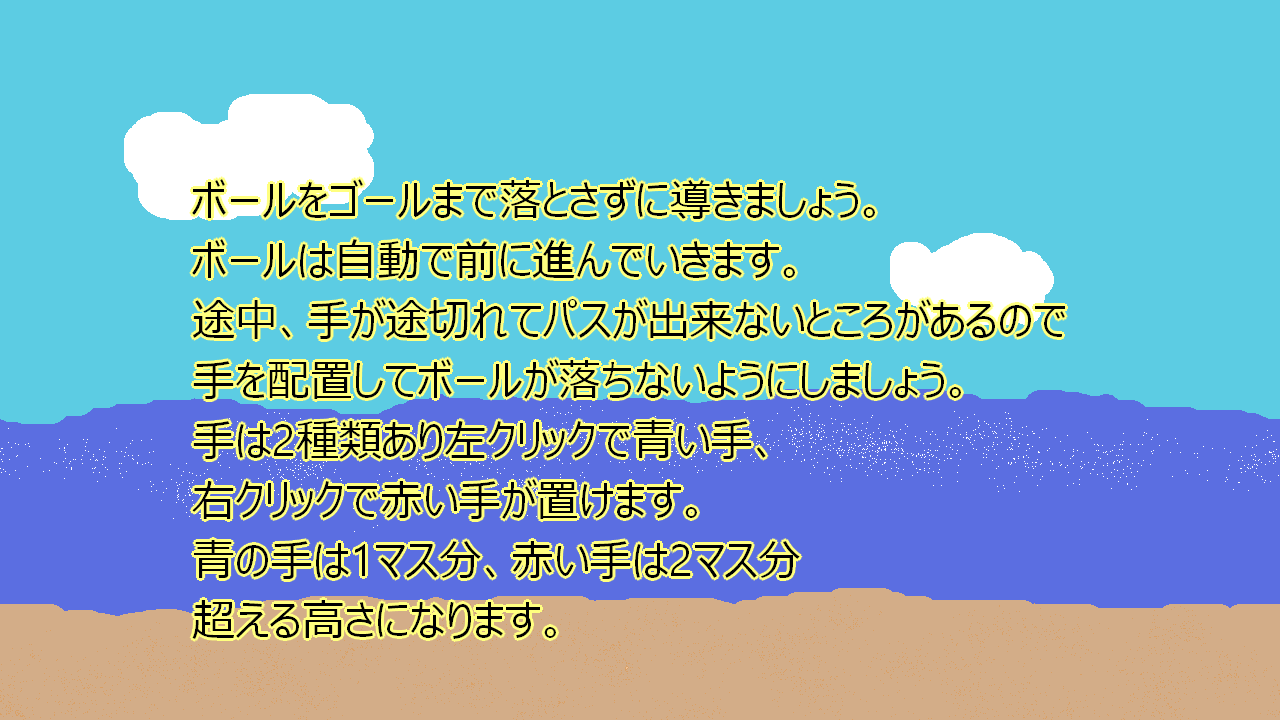 ボールをゴールまで落とさずに導きましょう。
ボールは自動で前に進んでいきます。
途中、手が途切れてパスが出来ないところがあるので
手を配置してボールが落ちないようにしましょう。
手は2種類あり左クリックで青い手、
右クリックで赤い手が置けます。
青の手は1マス分、赤い手は2マス分
超える高さになります。